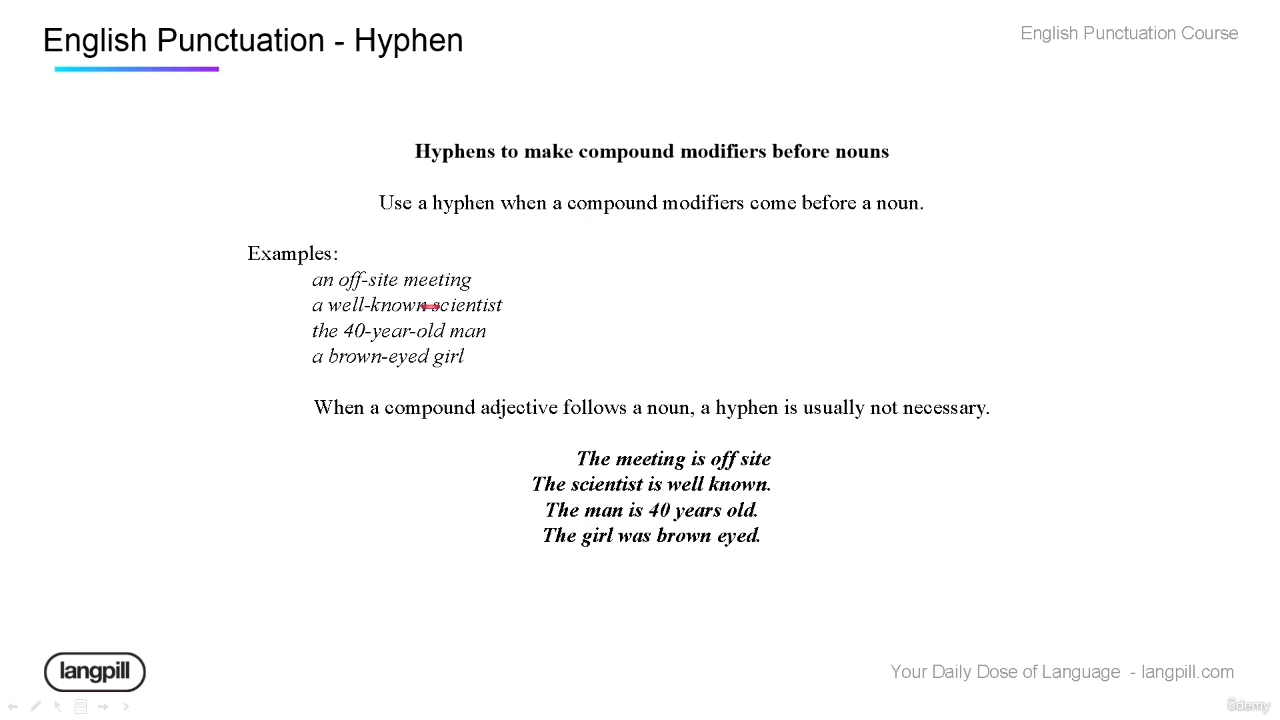 English Punctuation - Hyphen
English Punctuation Course
Hyphens to make compound modifiers before nouns
Use a hyphen when a compound modifiers come before a noun.
Examples:
an off-site meeting
a well-known scientist
the 40-year-old man
a brown-eyed girl
When a compound adjective follows a noun, a hyphen is usually not necessary.
The meeting is off site
The scientist is well known.
The man is 40 years old.
The girl was brown eyed.
langpill
Your Daily Dose of Language - langpill.com
ûdemy